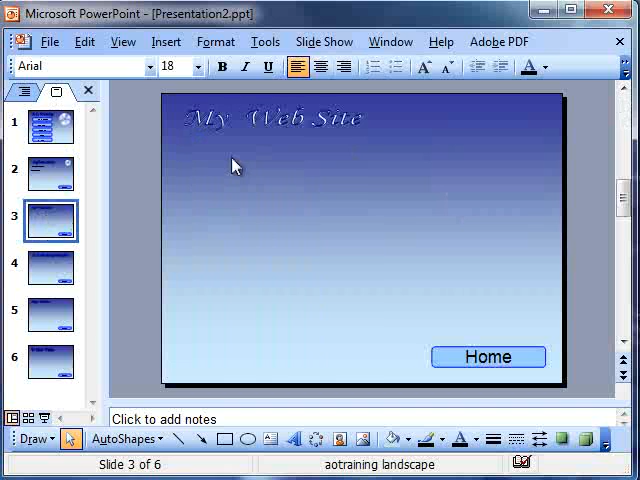 Microsoft PowerPoint - [Presentation2.ppt]
File Edit View Insert Format Tools Slide Show Window Help Adobe PDF
Arial 18 B I U A A A
1
2
3
4
5
6
My Web Site
Home
Click to add notes
Draw AutoShapes A A
Slide 3 of 6 aotraining landscape